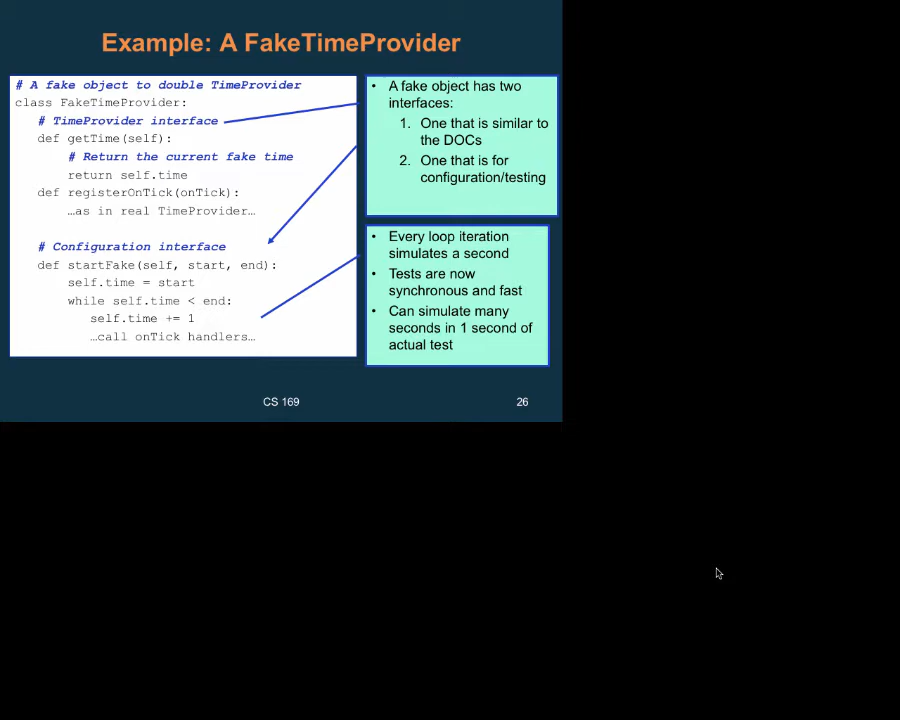 Example: A FakeTimeProvider
# A fake object to double TimeProvider
class FakeTimeProvider:
# TimeProvider interface
def getTime(self):
# Return the current fake time
return self.time
def registerOnTick(onTick):
…as in real TimeProvider…
# Configuration interface
def startFake(self, start, end):
self.time = start
while self.time < end:
self.time += 1
…call onTick handlers…
• A fake object has two
interfaces:
1. One that is similar to
the DOCs
2. One that is for
configuration/testing
• Every loop iteration
simulates a second
• Tests are now
synchronous and fast
• Can simulate many
seconds in 1 second of
actual test
CS 169
26